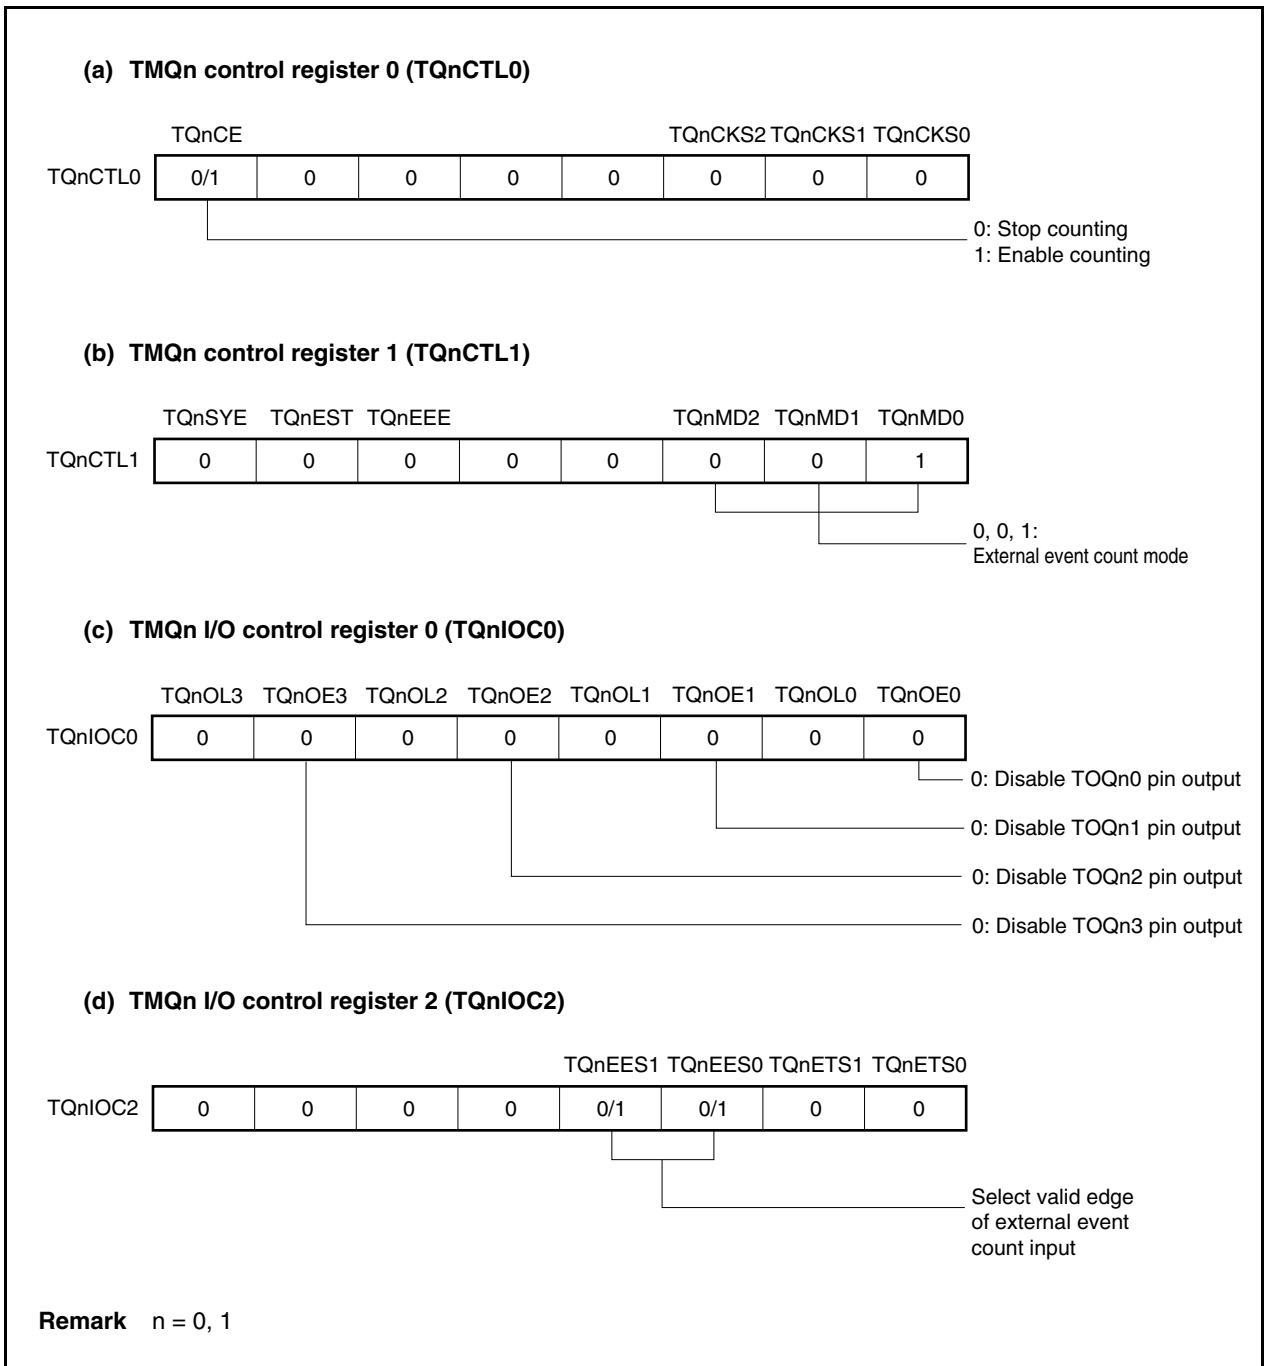 (a) TMQn control register 0 (TQnCTL0)
TQnCE TQnCKS2 TQnCKS1 TQnCKS0
TQnCTL0 0/1 0 0 0 0 0 0 0
0: Stop counting
1: Enable counting
(b) TMQn control register 1 (TQnCTL1)
TQnSYE TQnEST TQnEEE TQnMD2 TQnMD1 TQnMD0
TQnCTL1 0 0 0 0 0 0 0 1
0, 0, 1:
External event count mode
(c) TMQn I/O control register 0 (TQnIOC0)
TQnOL3 TQnOE3 TQnOL2 TQnOE2 TQnOL1 TQnOE1 TQnOL0 TQnOE0
TQnIOC0 0 0 0 0 0 0 0 0
0: Disable TOQn0 pin output
0: Disable TOQn1 pin output
0: Disable TOQn2 pin output
0: Disable TOQn3 pin output
(d) TMQn I/O control register 2 (TQnIOC2)
TQnEES1 TQnEES0 TQnETS1 TQnETS0
TQnIOC2 0 0 0 0 0/1 0/1 0 0
Select valid edge
of external event
count input
Remark n = 0, 1